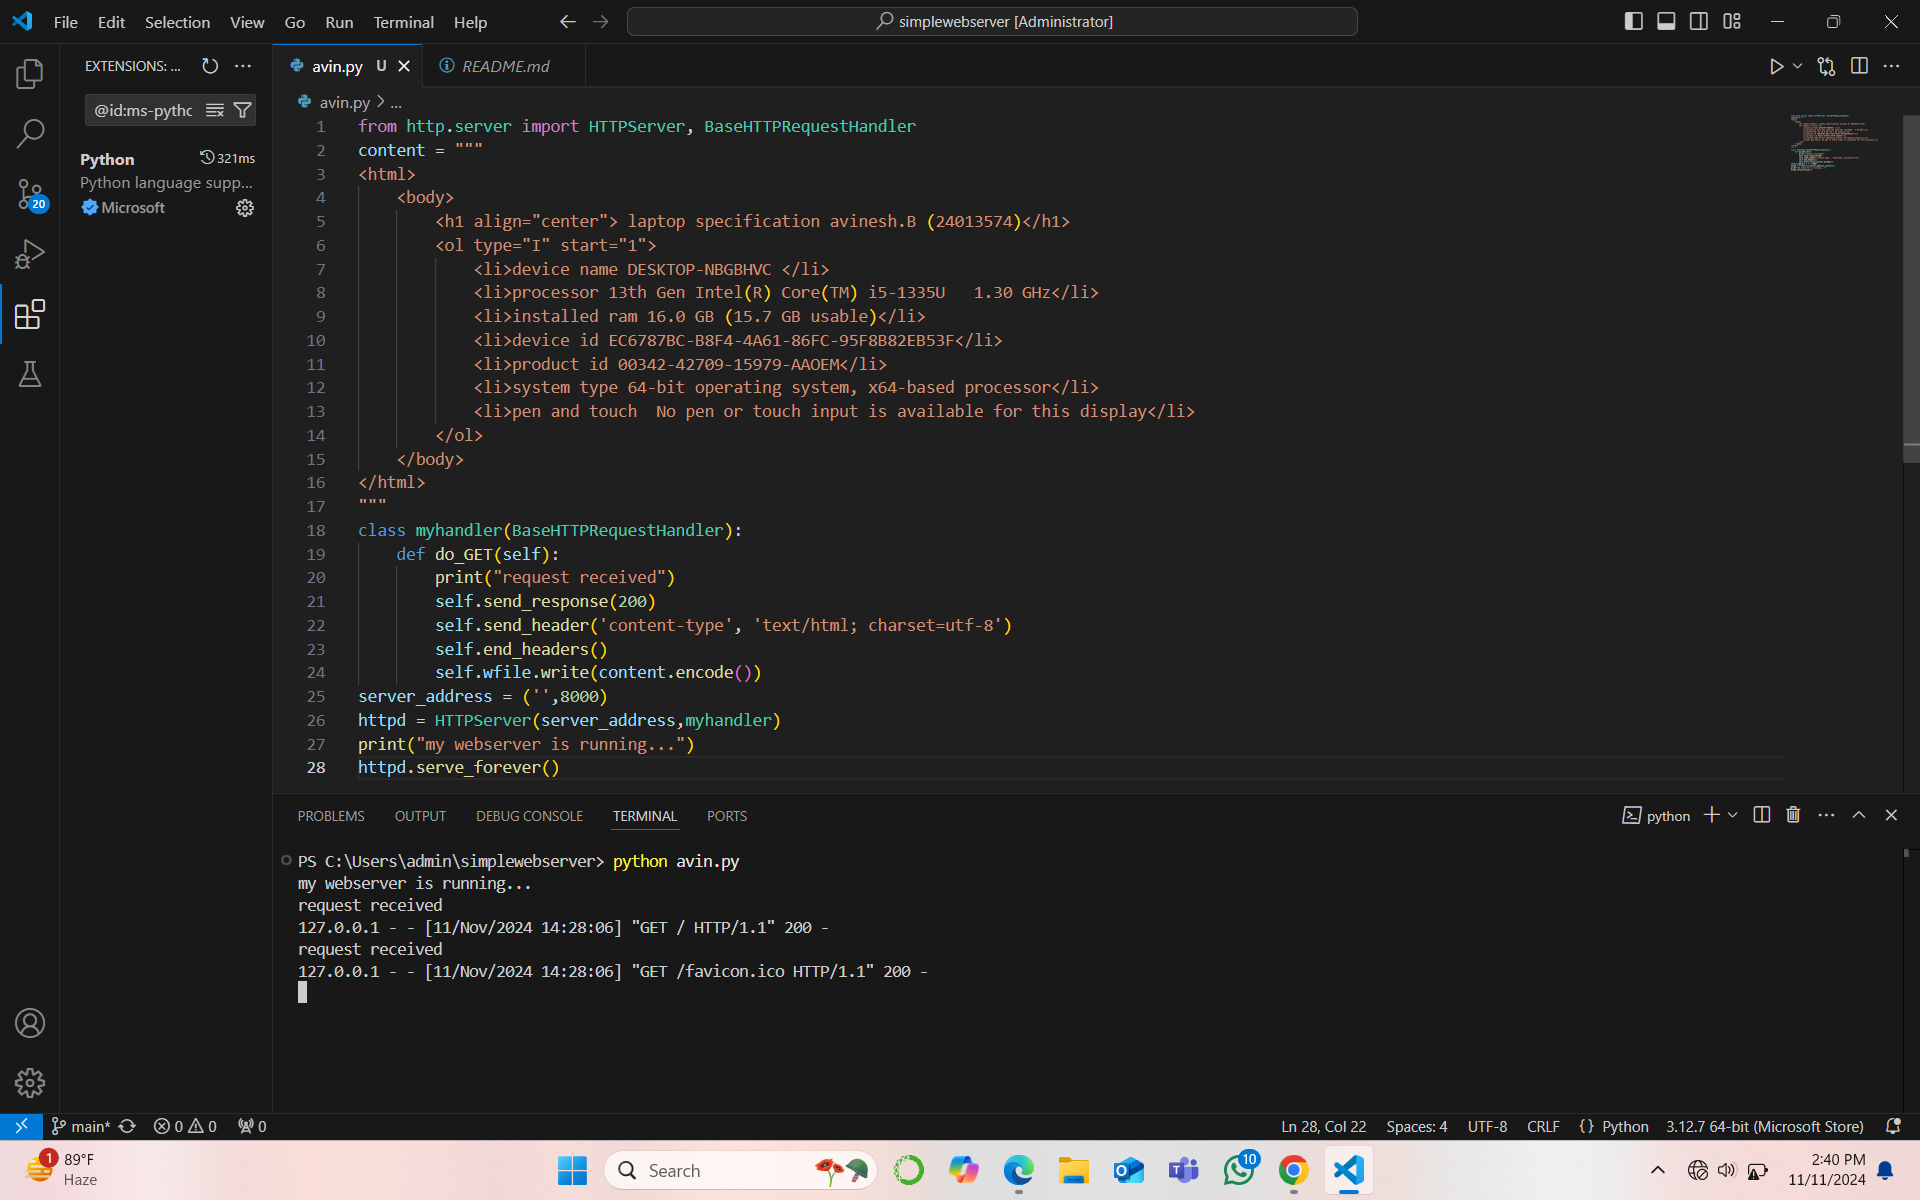 File Edit Selection View Go Run Terminal Help
simplewebserver [Administrator]
EXTENSIONS: ...
@id:ms-pythc
Python 321ms
Python language supp...
Microsoft
20
avin.py U
README.md
avin.py > ...
1 from http.server import HTTPServer, BaseHTTPRequestHandler
2 content = """
3 <html>
4 <body>
5 <h1 align="center"> laptop specification avinesh.B (24013574)</h1>
6 <ol type="I" start="1">
7 <li>device name DESKTOP-NBGBHVC </li>
8 <li>processor 13th Gen Intel(R) Core(TM) i5-1335U   1.30 GHz</li>
9 <li>installed ram 16.0 GB (15.7 GB usable)</li>
10 <li>device id EC6787BC-B8F4-4A61-86FC-95F8B82EB53F</li>
11 <li>product id 00342-42709-15979-AAOEM</li>
12 <li>system type 64-bit operating system, x64-based processor</li>
13 <li>pen and touch  No pen or touch input is available for this display</li>
14 </ol>
15 </body>
16 </html>
17 """
18 class myhandler(BaseHTTPRequestHandler):
19 def do_GET(self):
20 print("request received")
21 self.send_response(200)
22 self.send_header('content-type', 'text/html; charset=utf-8')
23 self.end_headers()
24 self.wfile.write(content.encode())
25 server_address = ('',8000)
26 httpd = HTTPServer(server_address,myhandler)
27 print("my webserver is running...")
28 httpd.serve_forever()
PROBLEMS OUTPUT DEBUG CONSOLE TERMINAL PORTS
python
PS C:\Users\admin\simplewebserver> python avin.py
my webserver is running...
request received
127.0.0.1 - - [11/Nov/2024 14:28:06] "GET / HTTP/1.1" 200 -
request received
127.0.0.1 - - [11/Nov/2024 14:28:06] "GET /favicon.ico HTTP/1.1" 200 -
main* 0 0 0
Ln 28, Col 22 Spaces: 4 UTF-8 CRLF {} Python 3.12.7 64-bit (Microsoft Store)
1
89°F
Haze
Search
10
2:40 PM
11/11/2024